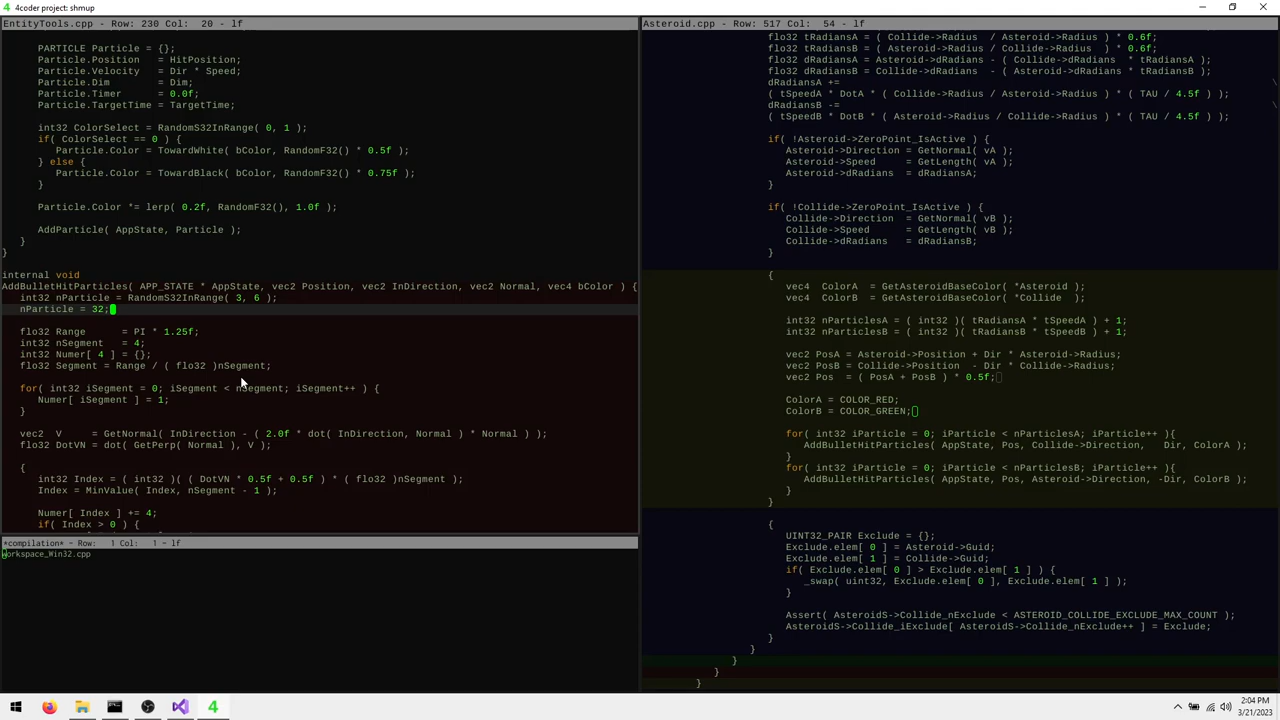 4coder project: shmup
EntityTools.cpp - Row: 230 Col:  20 - lf
PARTICLE Particle = {};
Particle.Position   = HitPosition;
Particle.Velocity   = Dir * Speed;
Particle.Dim        = Dim;
Particle.Timer      = 0.0f;
Particle.TargetTime = TargetTime;
int32 ColorSelect = RandomS32InRange( 0, 1 );
if( ColorSelect == 0 ) {
Particle.Color = TowardWhite( bColor, RandomF32() * 0.5f );
} else {
Particle.Color = TowardBlack( bColor, RandomF32() * 0.75f );
}
Particle.Color *= lerp( 0.2f, RandomF32(), 1.0f );
AddParticle( AppState, Particle );
}
}
internal void
AddBulletHitParticles( APP_STATE * AppState, vec2 Position, vec2 InDirection, vec2 Normal, vec4 bColor ) {
int32 nParticle = RandomS32InRange( 3, 6 );
nParticle = 32;
flo32 Range      = PI * 1.25f;
int32 nSegment   = 4;
int32 Numer[ 4 ] = {};
flo32 Segment = Range / ( flo32 )nSegment;
for( int32 iSegment = 0; iSegment < nSegment; iSegment++ ) {
Numer[ iSegment ] = 1;
}
vec2  V     = GetNormal( InDirection - ( 2.0f * dot( InDirection, Normal ) * Normal ) );
flo32 DotVN = dot( GetPerp( Normal ), V );
{
int32 Index = ( int32 )( ( DotVN * 0.5f + 0.5f ) * ( flo32 )nSegment );
Index = MinValue( Index, nSegment - 1 );
Numer[ Index ] += 4;
if( Index > 0 ) {
*compilation* - Row:   1 Col:   1 - lf
workspace_Win32.cpp
Asteroid.cpp - Row: 517 Col:  54 - lf
flo32 tRadiansA = ( Collide->Radius  / Asteroid->Radius ) * 0.6f;
flo32 tRadiansB = ( Asteroid->Radius / Collide->Radius  ) * 0.6f;
flo32 dRadiansA = Asteroid->dRadians - ( Collide->dRadians  * tRadiansA );
flo32 dRadiansB = Collide->dRadians  - ( Asteroid->dRadians * tRadiansB );
dRadiansA +=
( tSpeedA * DotA * ( Collide->Radius / Asteroid->Radius ) * ( TAU / 4.5f ) );
dRadiansB -=
( tSpeedB * DotB * ( Collide->Radius / Asteroid->Radius ) * ( TAU / 4.5f ) );
if( !Asteroid->ZeroPoint_IsActive ) {
Asteroid->Direction = GetNormal( vA );
Asteroid->Speed     = GetLength( vA );
Asteroid->dRadians  = dRadiansA;
}
if( !Collide->ZeroPoint_IsActive ) {
Collide->Direction = GetNormal( vB );
Collide->Speed     = GetLength( vB );
Collide->dRadians  = dRadiansB;
}
{
vec4  ColorA = GetAsteroidBaseColor( *Asteroid );
vec4  ColorB = GetAsteroidBaseColor( *Collide  );
int32 nParticlesA = ( int32 )( tRadiansA * tSpeedA ) + 1;
int32 nParticlesB = ( int32 )( tRadiansB * tSpeedB ) + 1;
vec2 PosA = Asteroid->Position + Dir * Asteroid->Radius;
vec2 PosB = Collide->Position  - Dir * Collide->Radius;
vec2 Pos  = ( PosA + PosB ) * 0.5f;
ColorA = COLOR_RED;
ColorB = COLOR_GREEN;
for( int32 iParticle = 0; iParticle < nParticlesA; iParticle++ ){
AddBulletHitParticles( AppState, Pos, Collide->Direction,   Dir, ColorA );
}
for( int32 iParticle = 0; iParticle < nParticlesB; iParticle++ ){
AddBulletHitParticles( AppState, Pos, Asteroid->Direction, -Dir, ColorB );
}
}
{
UINT32_PAIR Exclude = {};
Exclude.elem[ 0 ] = Asteroid->Guid;
Exclude.elem[ 1 ] = Collide->Guid;
if( Exclude.elem[ 0 ] > Exclude.elem[ 1 ] ) {
_swap( uint32, Exclude.elem[ 0 ], Exclude.elem[ 1 ] );
}
Assert( AsteroidS->Collide_nExclude < ASTEROID_COLLIDE_EXCLUDE_MAX_COUNT );
AsteroidS->Collide_iExclude[ AsteroidS->Collide_nExclude++ ] = Exclude;
}
}
}
}
}
2:04 PM
3/21/2023